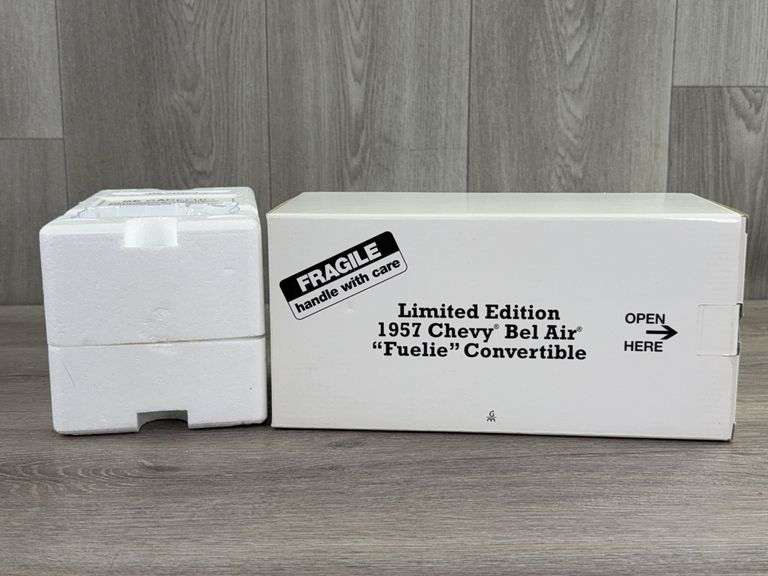 FRAGILE
handle with care
Limited Edition
1957 Chevy® Bel Air®
“Fuelie” Convertible
OPEN
HERE
G